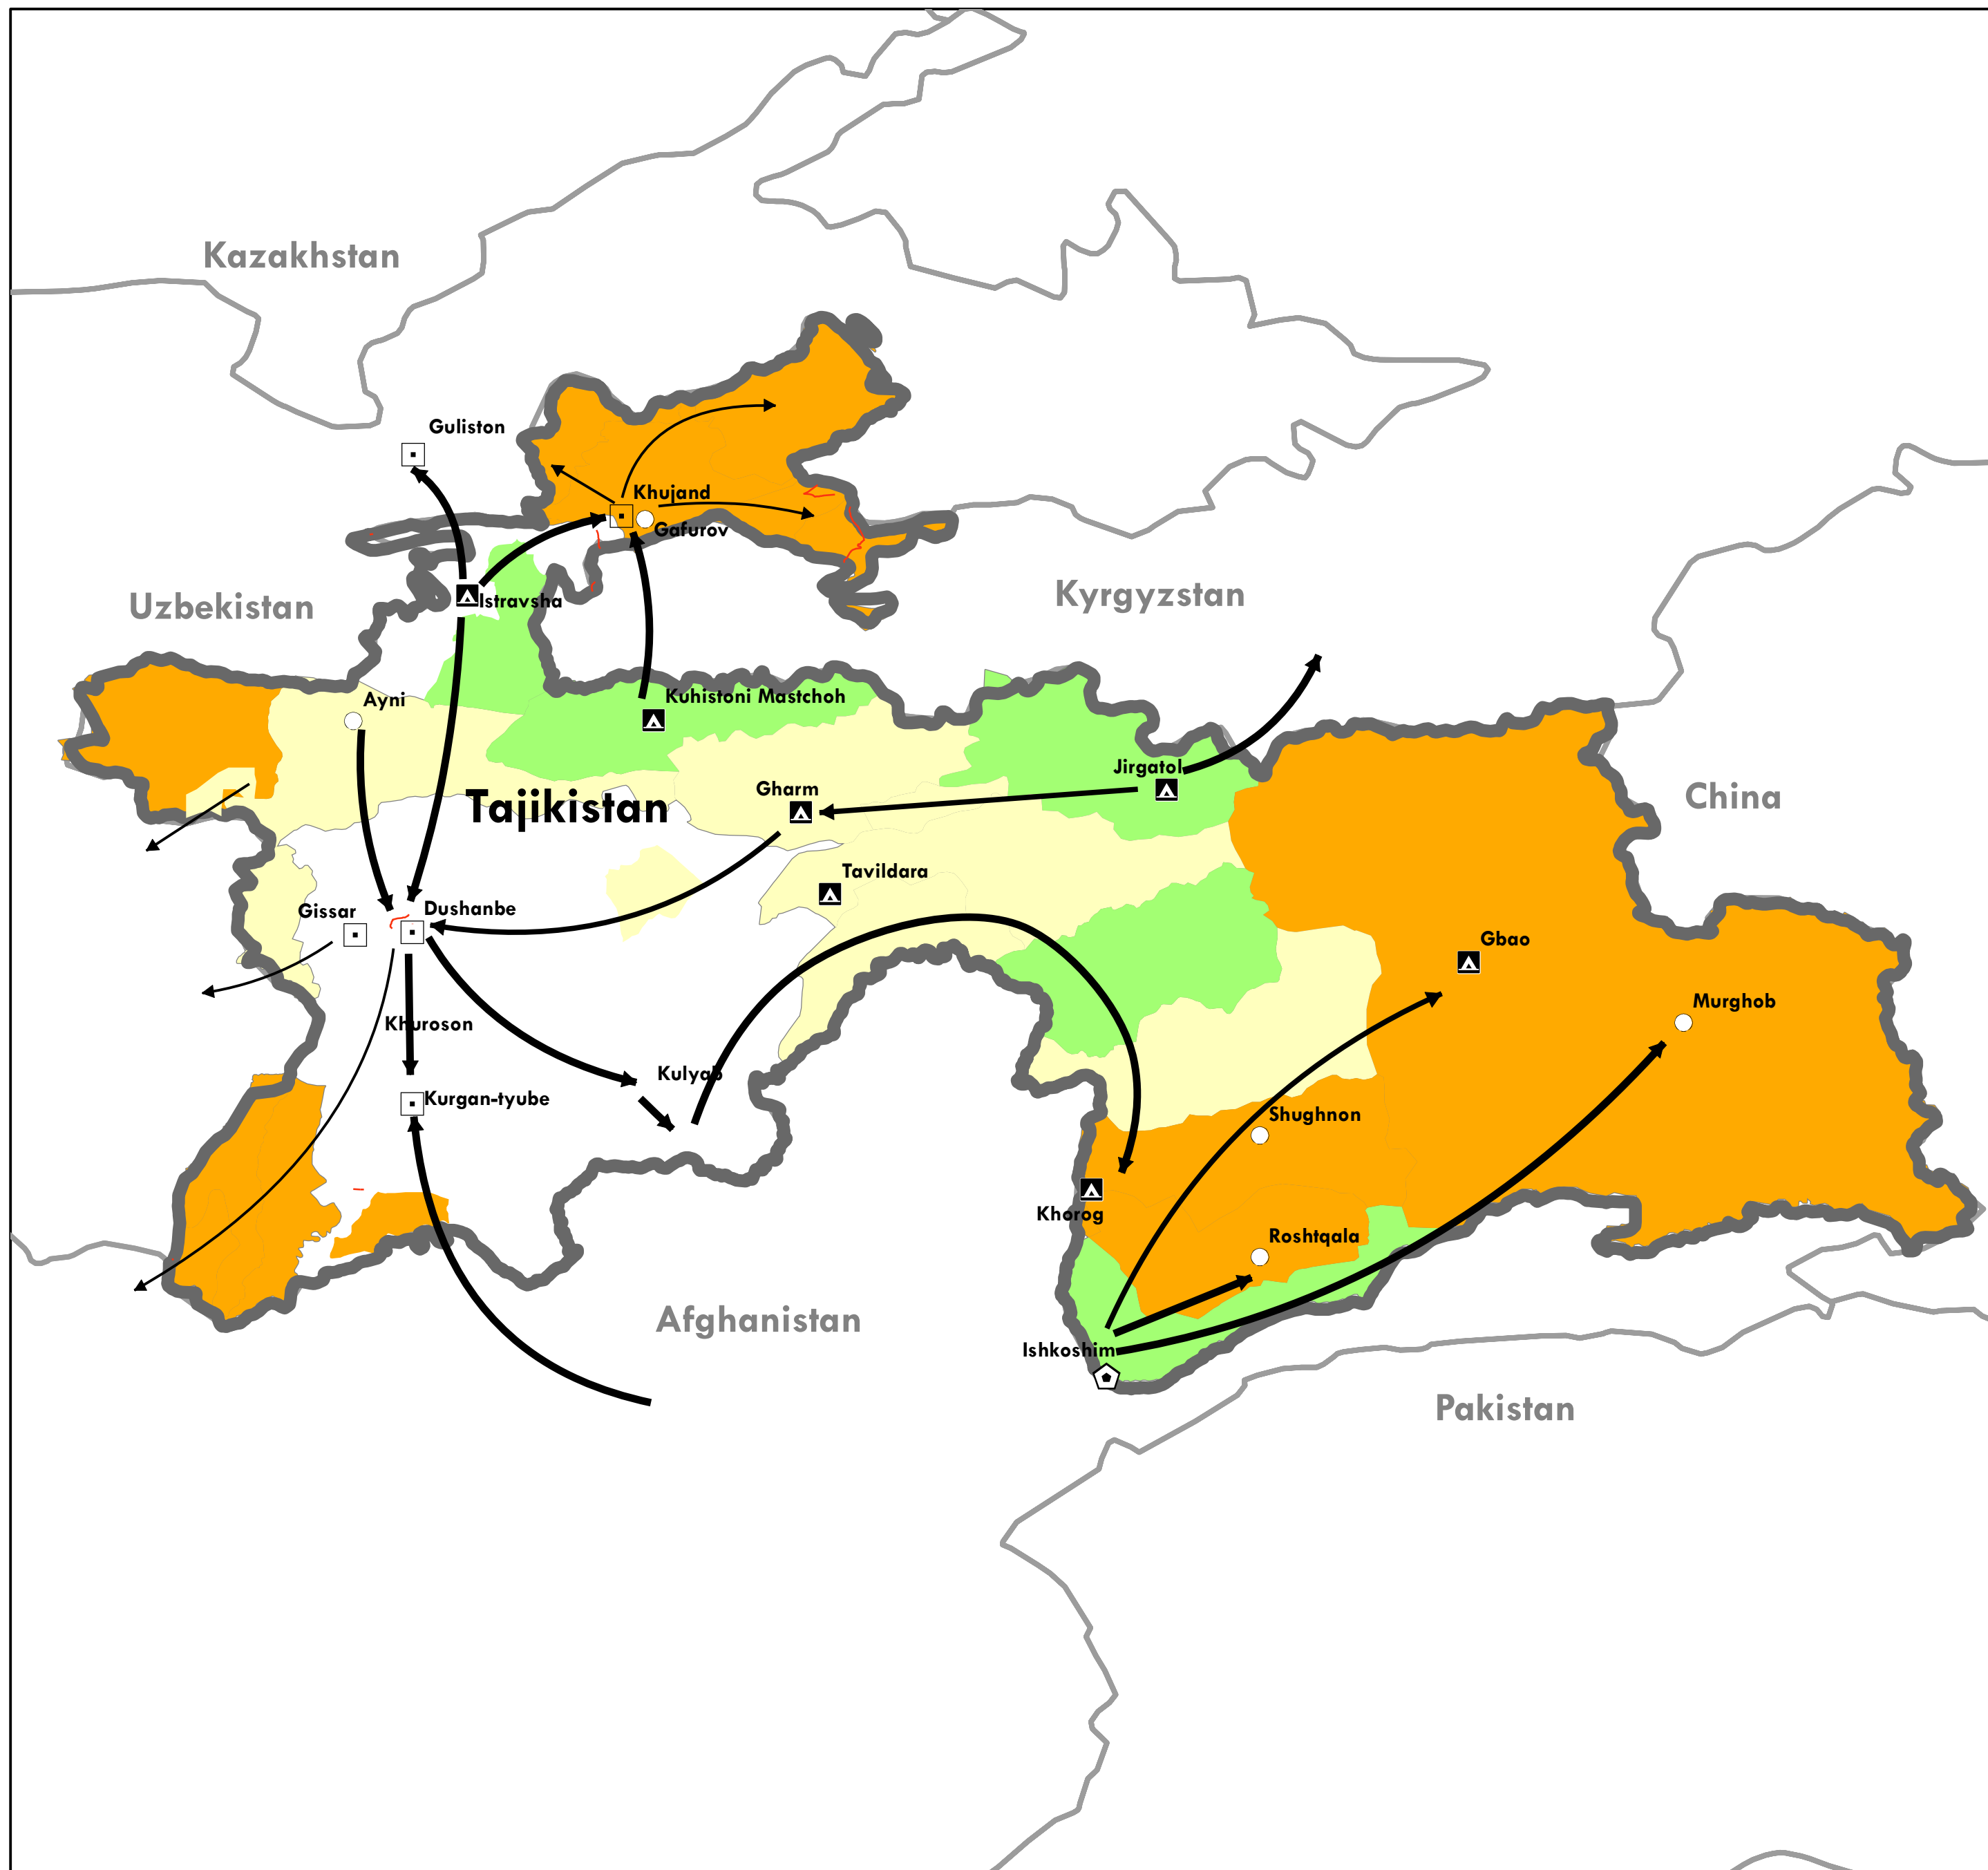 Kazakhstan
Guliston
Khujand
Gafurov
Kyrgyzstan
Uzbekistan
Istravsha
Kuhistoni Mastchoh
Ayni
Jirgatol
Gharm
China
Tajikistan
Tavildara
Gissar
Dushanbe
Gbao
Murghob
Khuroson
Kulyab
Kurgan-tyube
Shughnon
Khorog
Roshtqala
Afghanistan
Ishkoshim
Pakistan